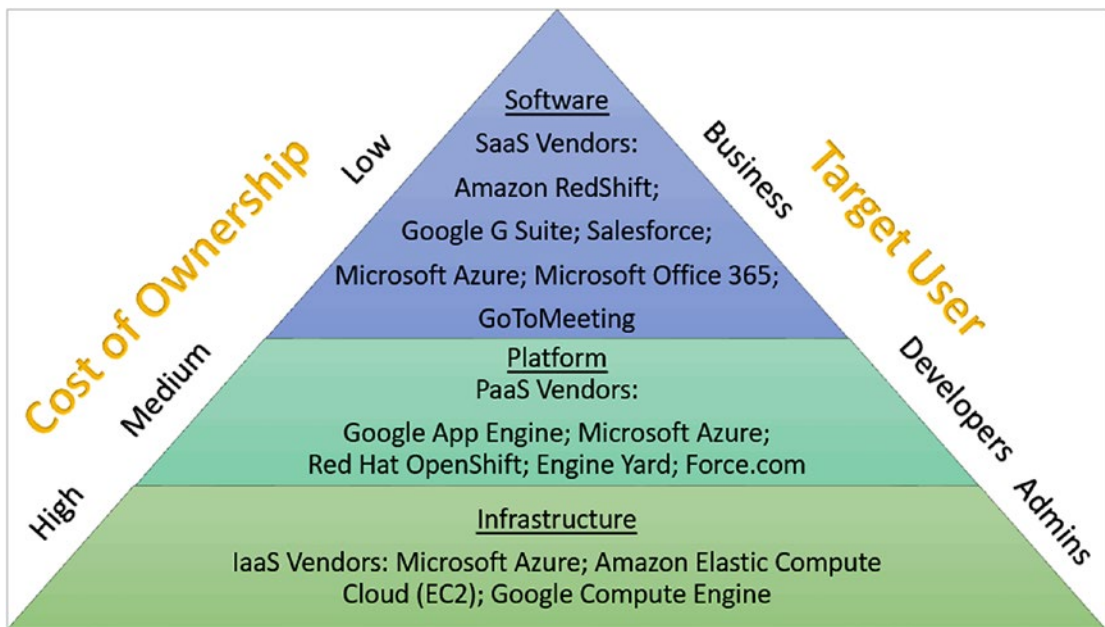 Cost of Ownership
Low
Medium
High
Target User
Business
Developers
Admins
Software
SaaS Vendors:
Amazon RedShift;
Google G Suite; Salesforce;
Microsoft Azure; Microsoft Office 365;
GoToMeeting
Platform
PaaS Vendors:
Google App Engine; Microsoft Azure;
Red Hat OpenShift; Engine Yard; Force.com
Infrastructure
IaaS Vendors: Microsoft Azure; Amazon Elastic Compute
Cloud (EC2); Google Compute Engine